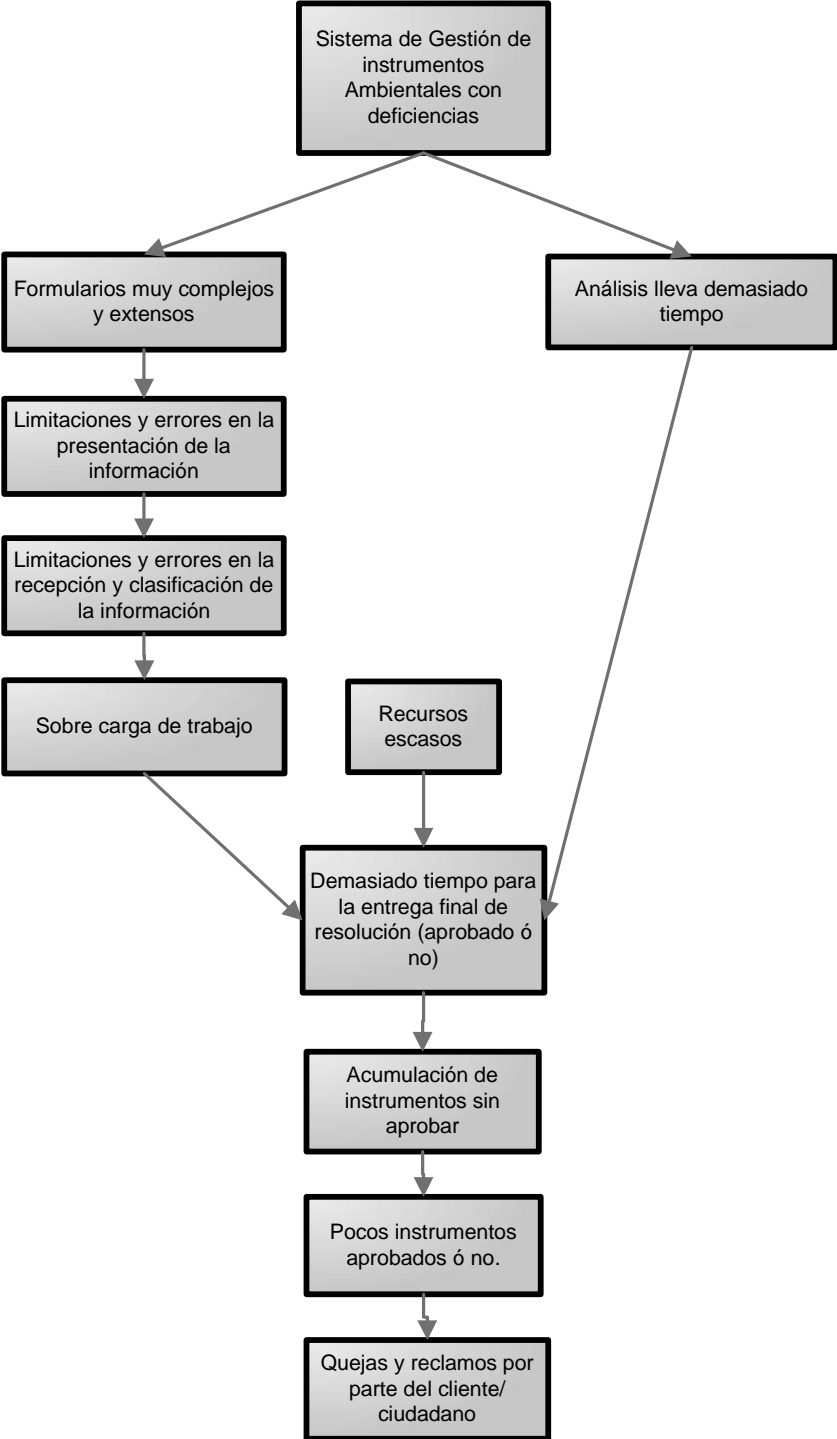 Sistema de Gestión de
instrumentos
Ambientales con
deficiencias
Formularios muy complejos
y extensos
Análisis lleva demasiado
tiempo
Limitaciones y errores en la
presentación de la
información
Limitaciones y errores en la
recepción y clasificación de
la información
Sobre carga de trabajo
Recursos
escasos
Demasiado tiempo para
la entrega final de
resolución (aprobado ó
no)
Acumulación de
instrumentos sin
aprobar
Pocos instrumentos
aprobados ó no.
Quejas y reclamos por
parte del cliente/
ciudadano